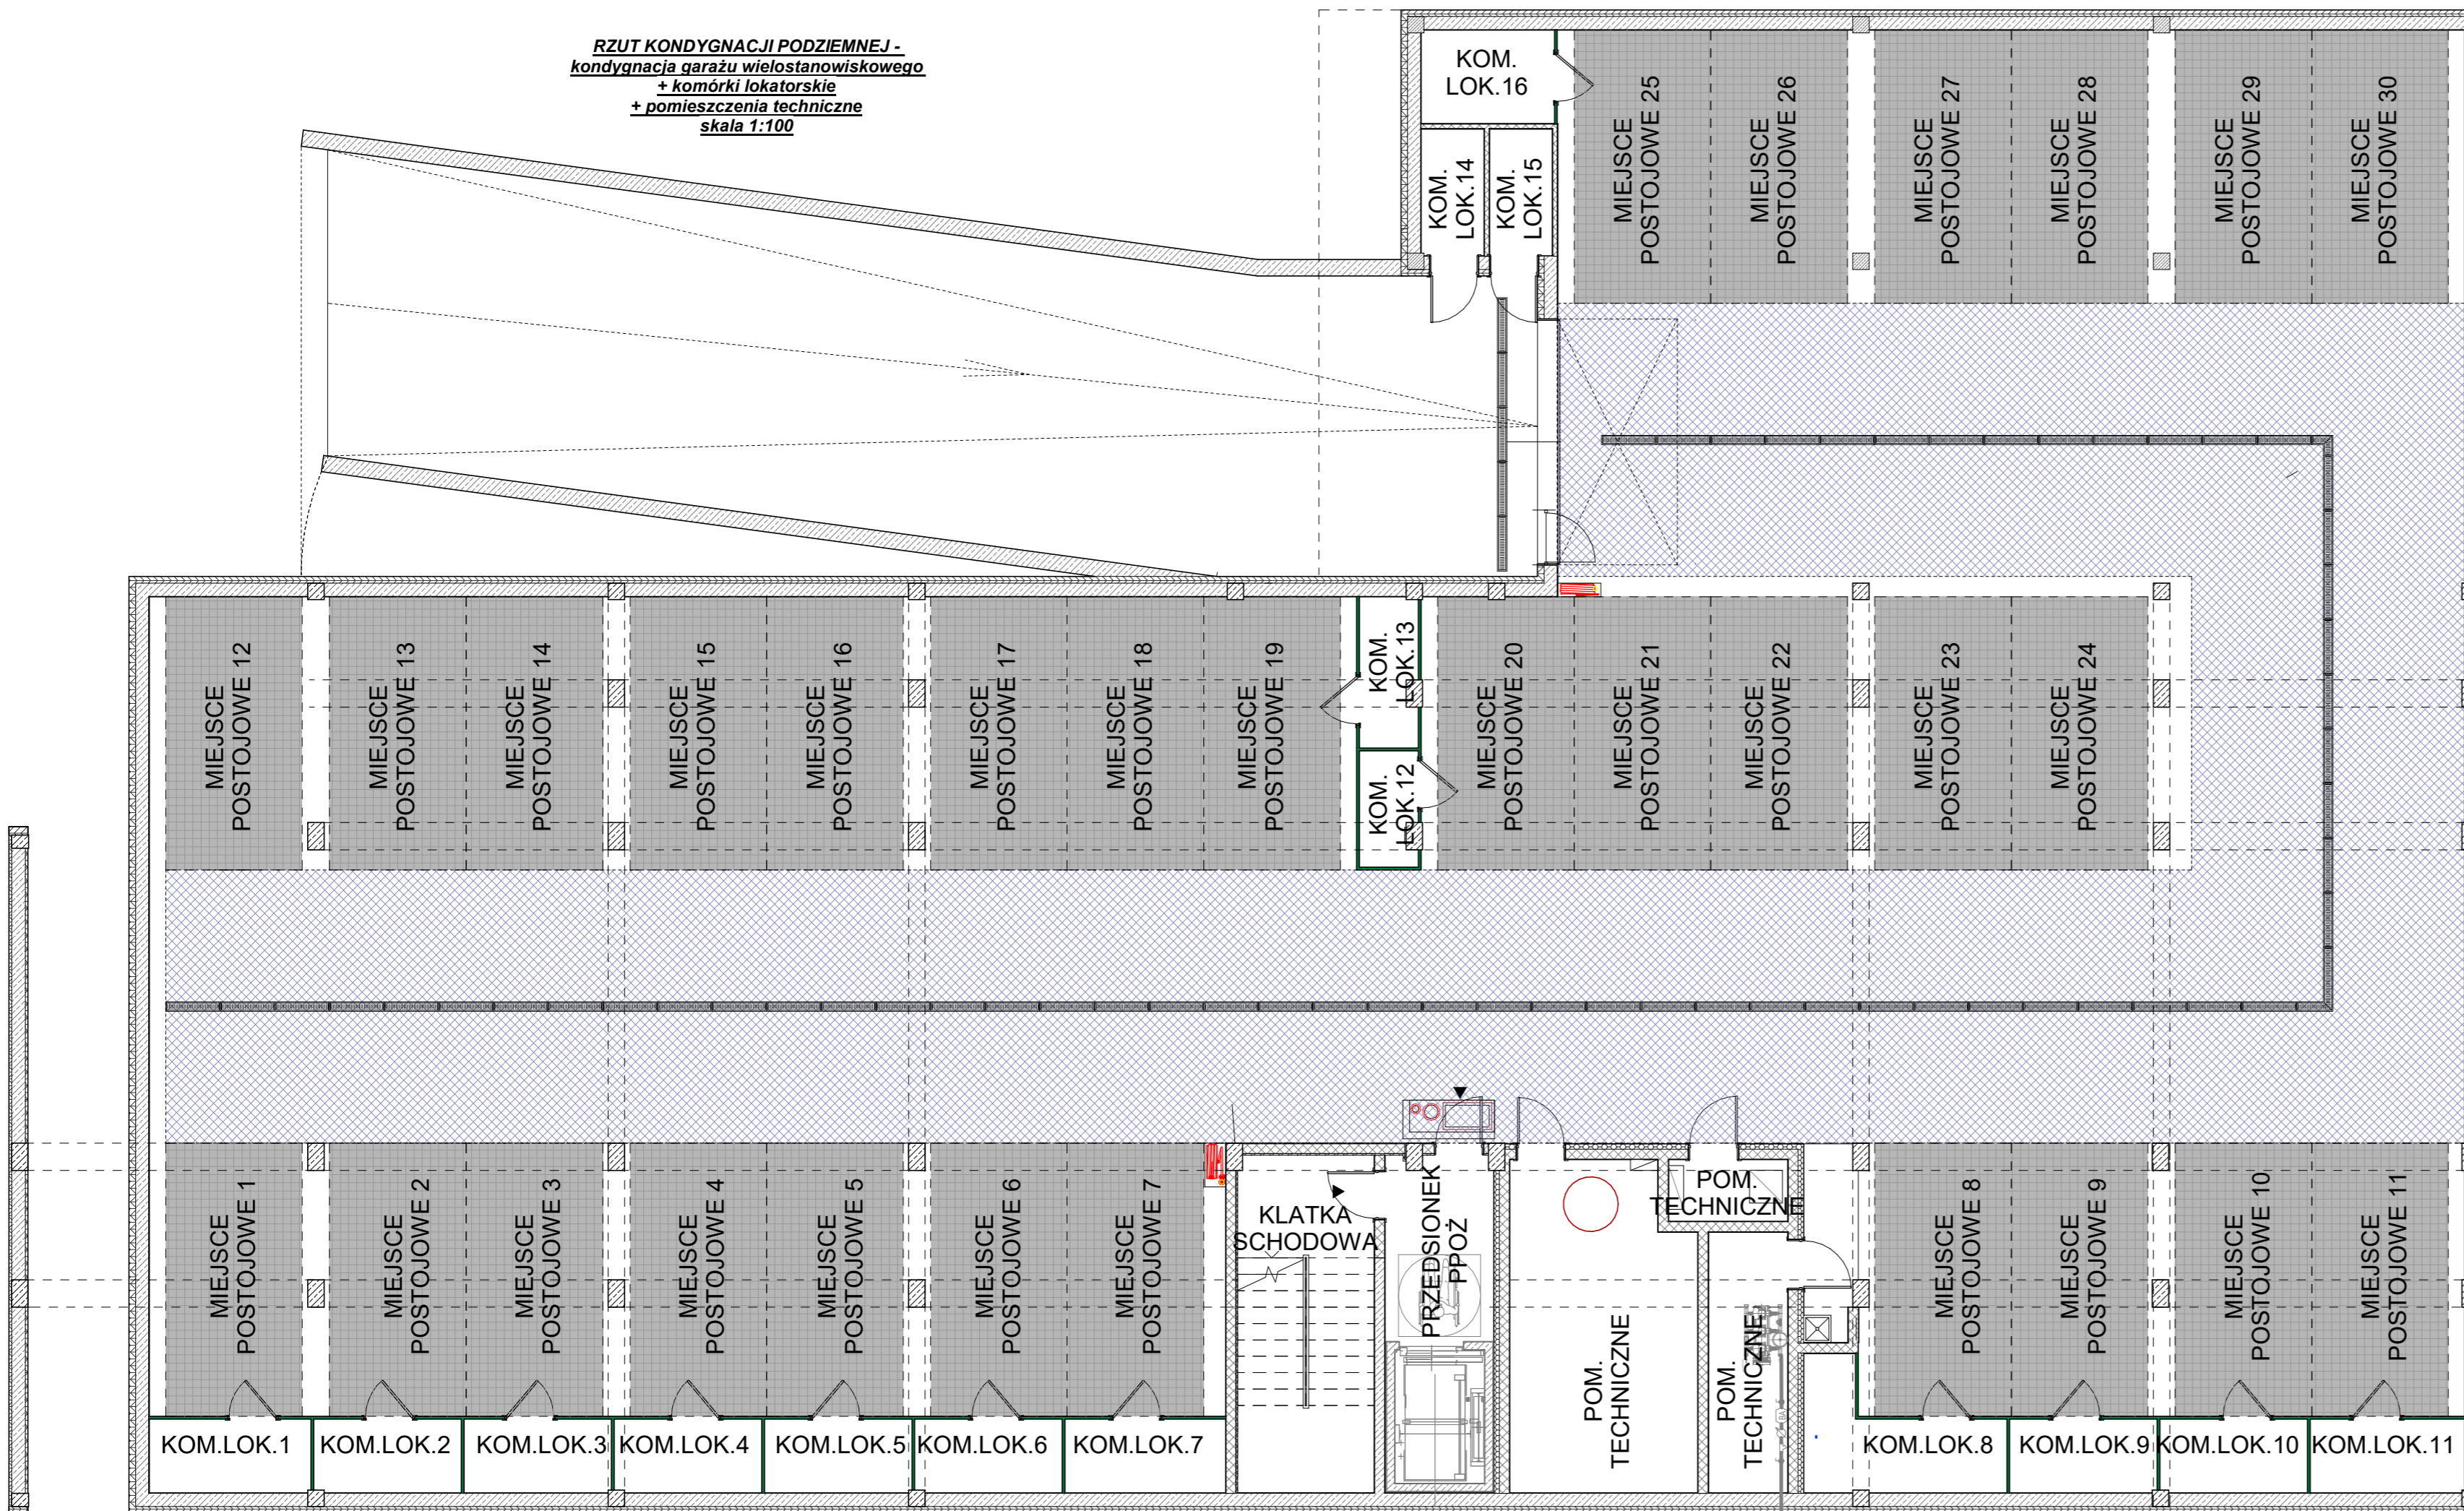 RZUT KONDYGNACJI PODZIEMNEJ -
kondygnacja garażu wielostanowiskowego
+ komórki lokatorskie
+ pomieszczenia techniczne
skala 1:100
KOM.
LOK.16
KOM.
LOK.14
KOM.
LOK.15
MIEJSCE
POSTOJOWE 25
MIEJSCE
POSTOJOWE 26
MIEJSCE
POSTOJOWE 27
MIEJSCE
POSTOJOWE 28
MIEJSCE
POSTOJOWE 29
MIEJSCE
POSTOJOWE 30
MIEJSCE
POSTOJOWE 12
MIEJSCE
POSTOJOWE 13
MIEJSCE
POSTOJOWE 14
MIEJSCE
POSTOJOWE 15
MIEJSCE
POSTOJOWE 16
MIEJSCE
POSTOJOWE 17
MIEJSCE
POSTOJOWE 18
MIEJSCE
POSTOJOWE 19
KOM.
LOK.13
KOM.
LOK.12
MIEJSCE
POSTOJOWE 20
MIEJSCE
POSTOJOWE 21
MIEJSCE
POSTOJOWE 22
MIEJSCE
POSTOJOWE 23
MIEJSCE
POSTOJOWE 24
MIEJSCE
POSTOJOWE 1
MIEJSCE
POSTOJOWE 2
MIEJSCE
POSTOJOWE 3
MIEJSCE
POSTOJOWE 4
MIEJSCE
POSTOJOWE 5
MIEJSCE
POSTOJOWE 6
MIEJSCE
POSTOJOWE 7
KLATKA
SCHODOWA
PRZEDSIONEK
PPOŻ
POM.
TECHNICZNE
POM.
TECHNICZNE
POM.
TECHNICZNE
MIEJSCE
POSTOJOWE 8
MIEJSCE
POSTOJOWE 9
MIEJSCE
POSTOJOWE 10
MIEJSCE
POSTOJOWE 11
KOM.LOK.1
KOM.LOK.2
KOM.LOK.3
KOM.LOK.4
KOM.LOK.5
KOM.LOK.6
KOM.LOK.7
KOM.LOK.8
KOM.LOK.9
KOM.LOK.10
KOM.LOK.11